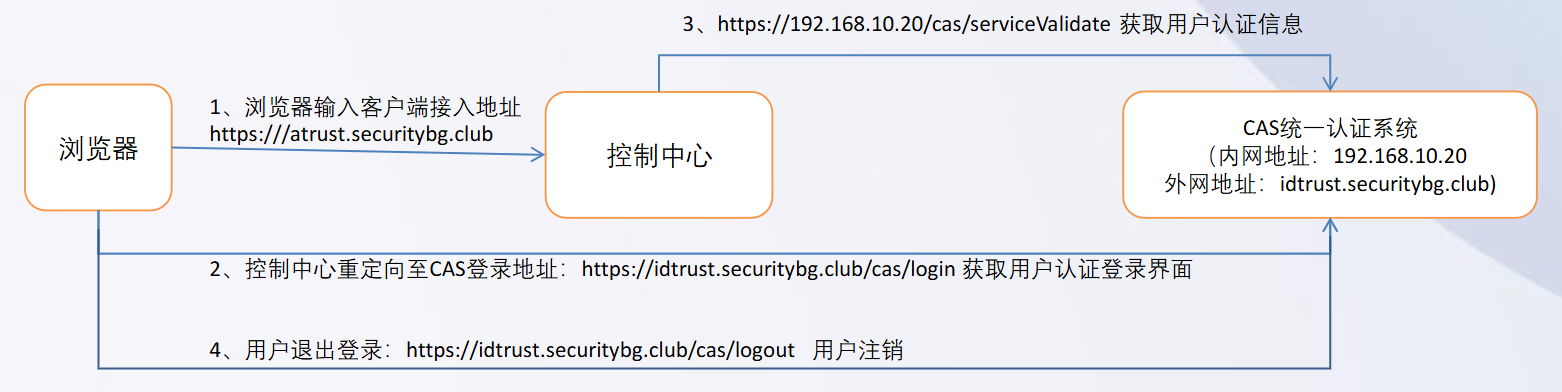 3、https://192.168.10.20/cas/serviceValidate 获取用户认证信息
1、浏览器输入客户端接入地址
https:///atrust.securitybg.club
浏览器
控制中心
CAS统一认证系统
（内网地址：192.168.10.20
外网地址：idtrust.securitybg.club)
2、控制中心重定向至CAS登录地址：https://idtrust.securitybg.club/cas/login 获取用户认证登录界面
4、用户退出登录：https://idtrust.securitybg.club/cas/logout 用户注销